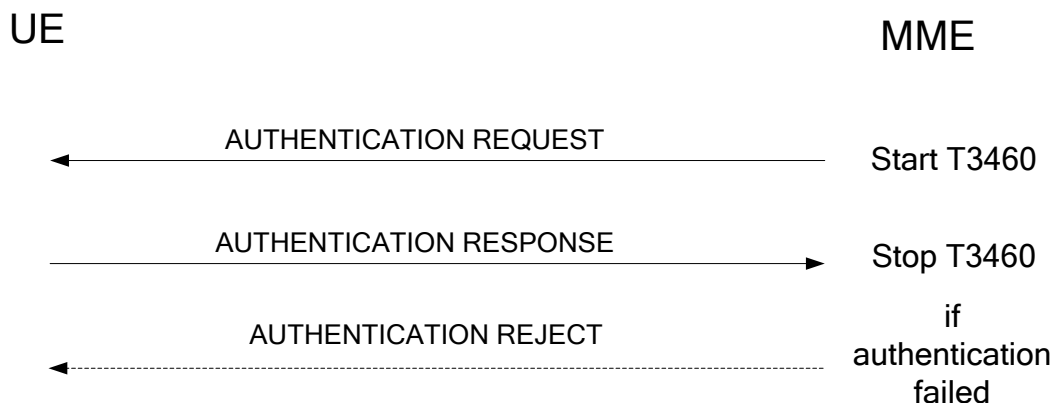 UE
MME
AUTHENTICATION REQUEST
Start T3460
AUTHENTICATION RESPONSE
Stop T3460
AUTHENTICATION REJECT
if
authentication
failed